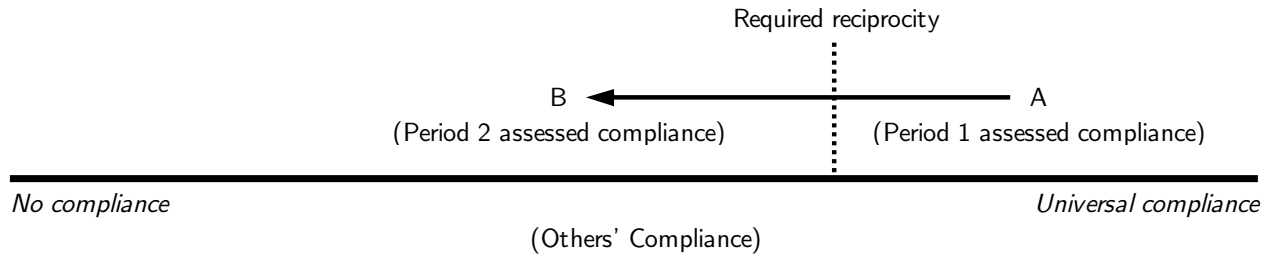 Required reciprocity
B A
(Period 2 assessed compliance) (Period 1 assessed compliance)
No compliance Universal compliance
(Others' Compliance)